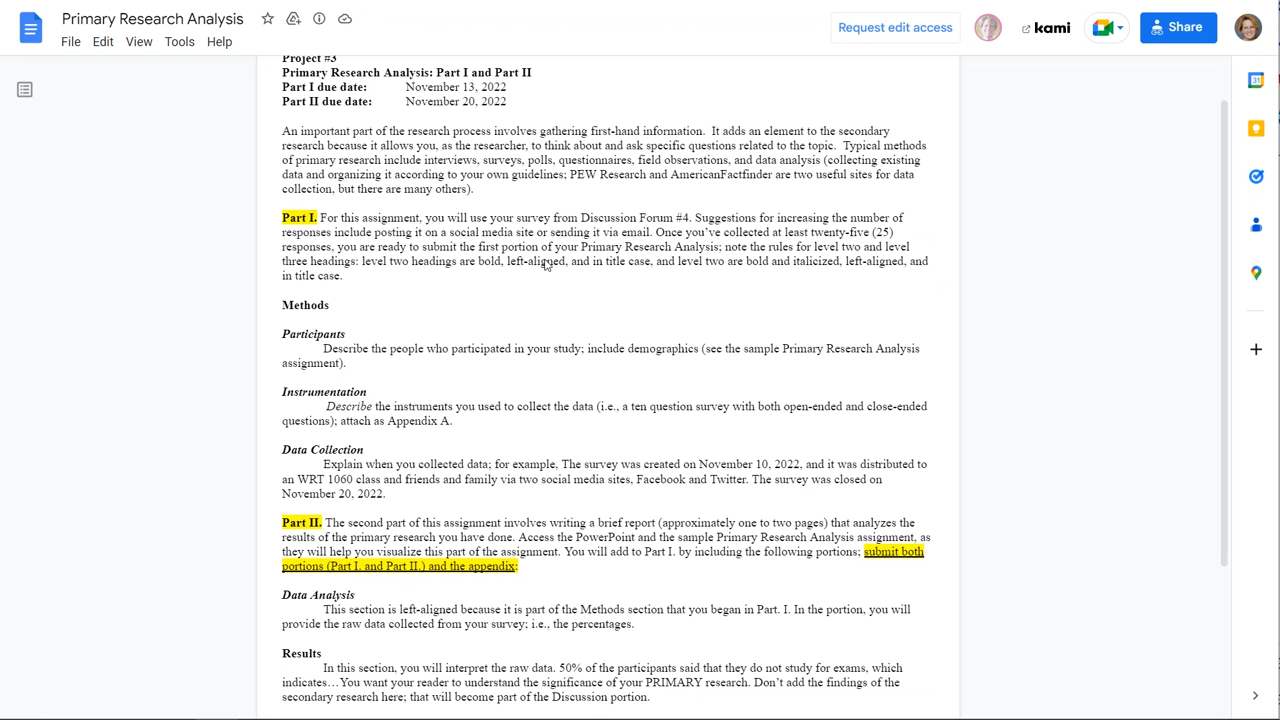 Primary Research Analysis
Request edit access
kami
Share
File Edit View Tools Help
Project #3
Primary Research Analysis: Part I and Part II
Part I due date: November 13, 2022
Part II due date: November 20, 2022
An important part of the research process involves gathering first-hand information. It adds an element to the secondary
research because it allows you, as the researcher, to think about and ask specific questions related to the topic. Typical methods
of primary research include interviews, surveys, polls, questionnaires, field observations, and data analysis (collecting existing
data and organizing it according to your own guidelines; PEW Research and AmericanFactfinder are two useful sites for data
collection, but there are many others).
Part I. For this assignment, you will use your survey from Discussion Forum #4. Suggestions for increasing the number of
responses include posting it on a social media site or sending it via email. Once you’ve collected at least twenty-five (25)
responses, you are ready to submit the first portion of your Primary Research Analysis; note the rules for level two and level
three headings: level two headings are bold, left-aligned, and in title case, and level two are bold and italicized, left-aligned, and
in title case.
Methods
Participants
Describe the people who participated in your study; include demographics (see the sample Primary Research Analysis
assignment).
Instrumentation
Describe the instruments you used to collect the data (i.e., a ten question survey with both open-ended and close-ended
questions); attach as Appendix A.
Data Collection
Explain when you collected data; for example, The survey was created on November 10, 2022, and it was distributed to
an WRT 1060 class and friends and family via two social media sites, Facebook and Twitter. The survey was closed on
November 20, 2022.
Part II. The second part of this assignment involves writing a brief report (approximately one to two pages) that analyzes the
results of the primary research you have done. Access the PowerPoint and the sample Primary Research Analysis assignment, as
they will help you visualize this part of the assignment. You will add to Part I. by including the following portions; submit both
portions (Part I. and Part II.) and the appendix:
Data Analysis
This section is left-aligned because it is part of the Methods section that you began in Part. I. In the portion, you will
provide the raw data collected from your survey; i.e., the percentages.
Results
In this section, you will interpret the raw data. 50% of the participants said that they do not study for exams, which
indicates…You want your reader to understand the significance of your PRIMARY research. Don’t add the findings of the
secondary research here; that will become part of the Discussion portion.